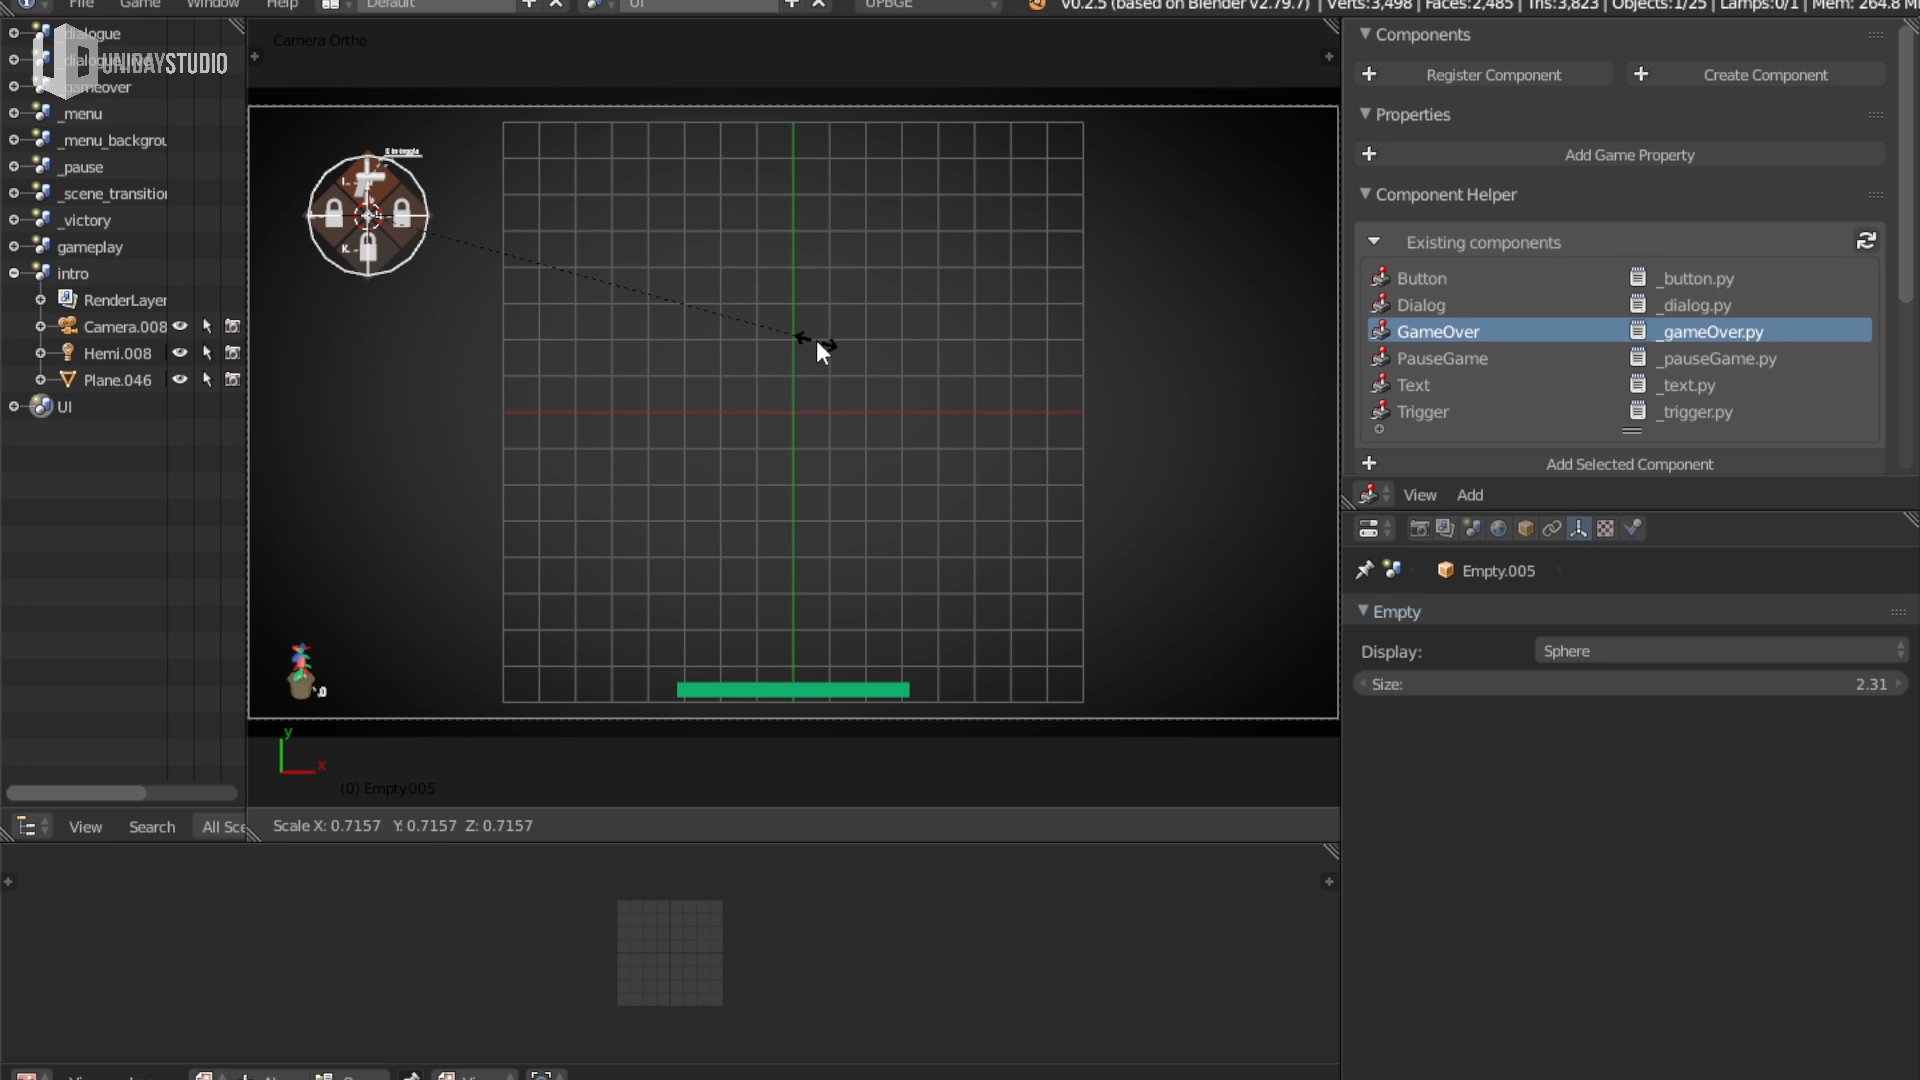 File Game Window Help Default UI UPBGE v0.2.5 (based on Blender v2.79.7) | Verts:3,498 | Faces:2,485 | Tris:3,823 | Objects:1/25 | Lamps:0/1 | Mem: 264.8
UNIDAYSTUDIO
_dialogue
_gameover
_menu
_menu_backgrou
_pause
_scene_transition
_victory
gameplay
intro
RenderLayer
Camera.008
Hemi.008
Plane.046
UI
View Search All Sce
Camera Ortho
(0) Empty.005
Scale X: 0.7157 Y: 0.7157 Z: 0.7157
Components
Register Component Create Component
Properties
Add Game Property
Component Helper
Existing components
Button _button.py
Dialog _dialog.py
GameOver _gameOver.py
PauseGame _pauseGame.py
Text _text.py
Trigger _trigger.py
Add Selected Component
View Add
Empty.005
Empty
Display: Sphere
Size: 2.31
y
x